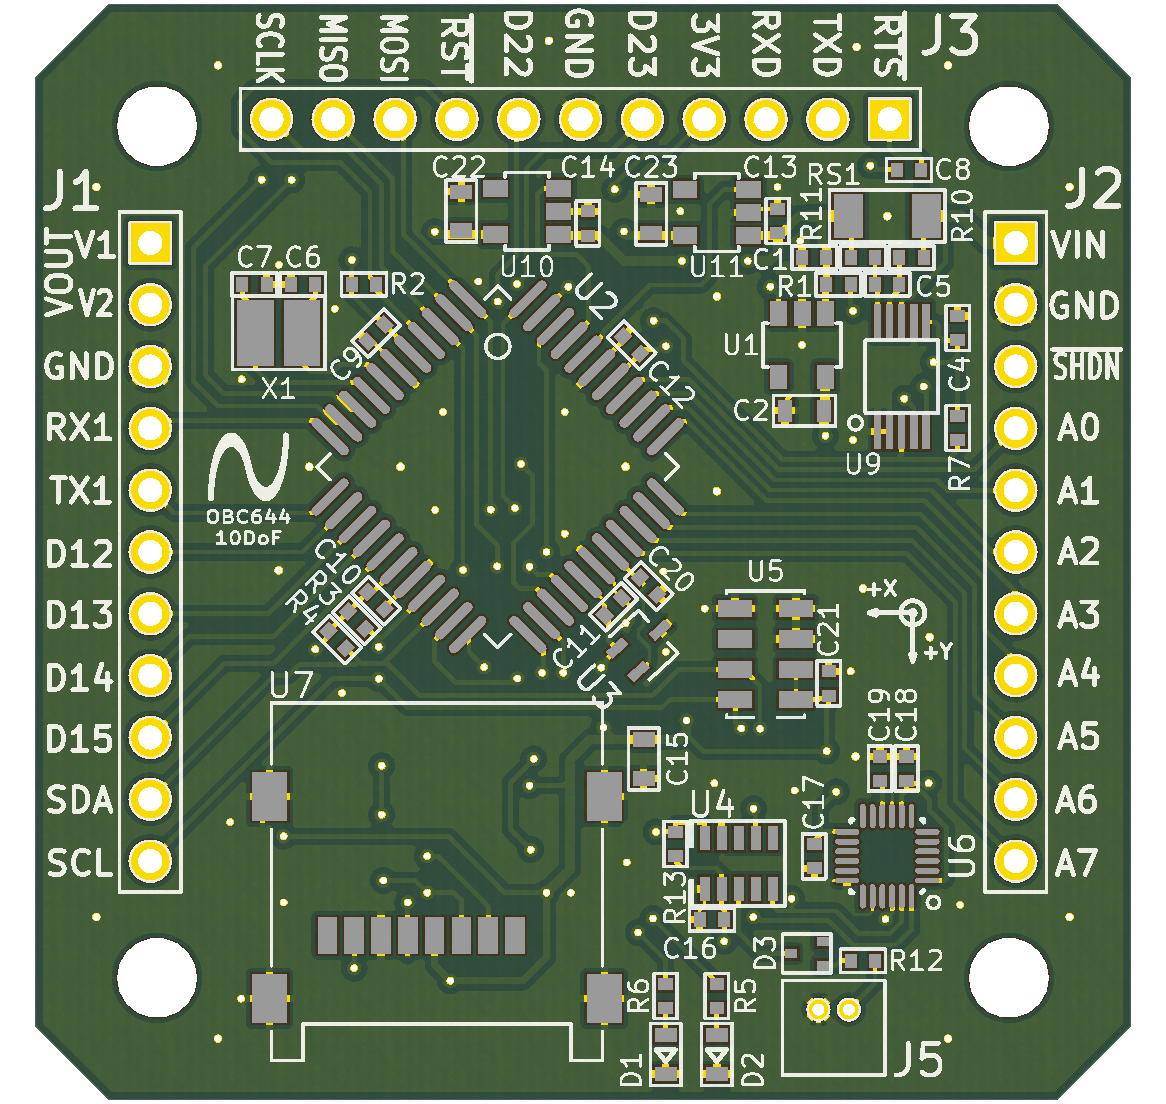 SCLK
MISO
MOSI
RST
D22
GND
D23
3V3
RXD
TXD
RTS
J3
J1
J2
C22
C14
C23
C13
RS1
C8
R11
R10
VOUT
V1
V2
GND
RX1
TX1
D12
D13
D14
D15
SDA
SCL
VIN
GND
SHDN
A0
A1
A2
A3
A4
A5
A6
A7
C7
C6
R2
U10
U11
C1
R1
C5
U2
X1
C9
C12
U1
C2
C4
U9
R7
OBC644
10DoF
C10
R3
R4
C11
C20
U3
U5
C21
+X
+Y
U7
C15
C19
C18
U4
C17
U6
R13
C16
D3
R12
R6
R5
D1
D2
J5